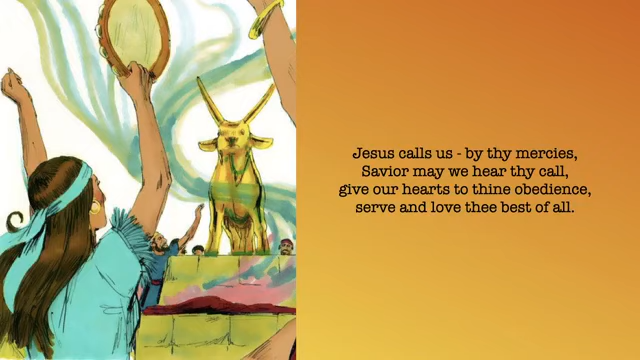 Jesus calls us - by thy mercies,
Savior may we hear thy call,
give our hearts to thine obedience,
serve and love thee best of all.